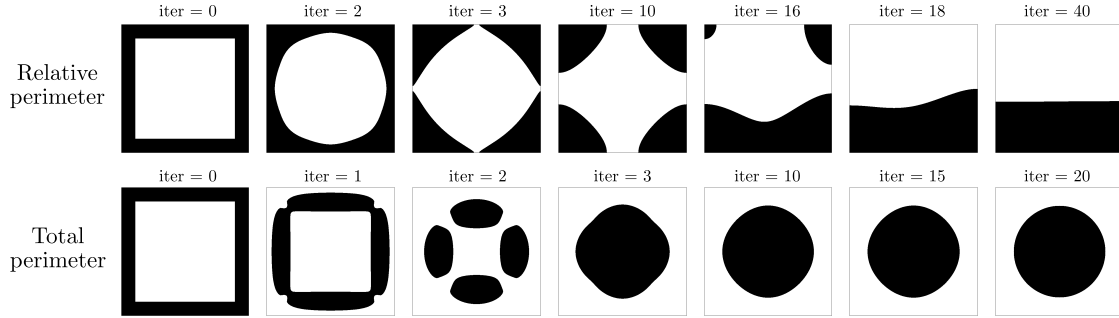 iter = 0 iter = 2 iter = 3 iter = 10 iter = 16 iter = 18 iter = 40
Relative
perimeter
iter = 0 iter = 1 iter = 2 iter = 3 iter = 10 iter = 15 iter = 20
Total
perimeter